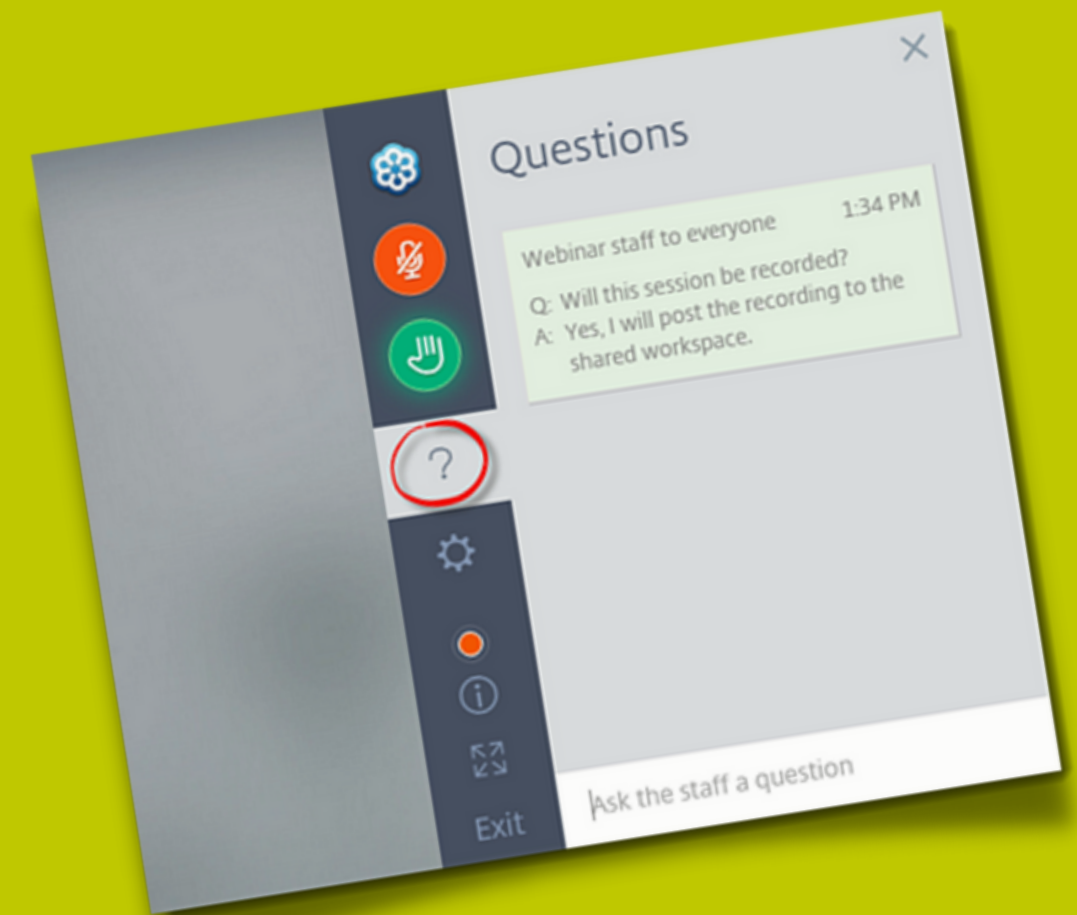 Questions
Webinar staff to everyone 1:34 PM
Q: Will this session be recorded?
A: Yes, I will post the recording to the
shared workspace.
?
i
Exit
Ask the staff a question